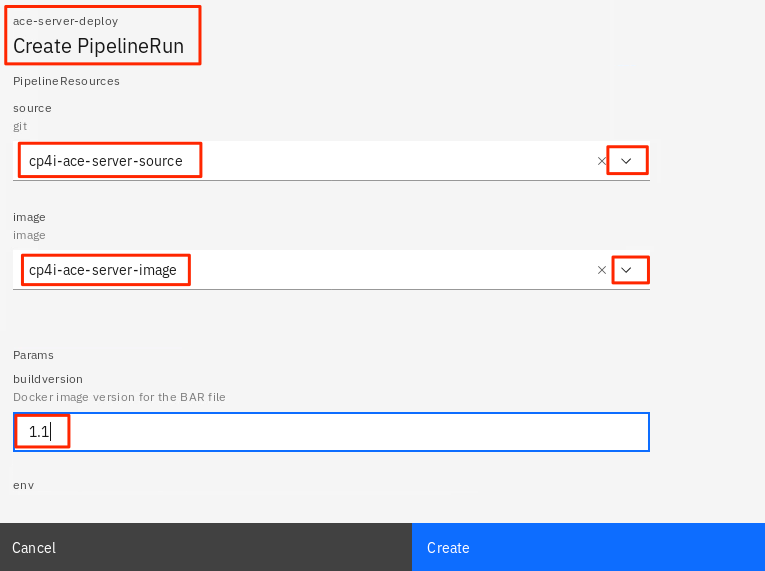 ace-server-deploy
Create PipelineRun
PipelineResources
source
git
cp4i-ace-server-source
image
image
cp4i-ace-server-image
Params
buildversion
Docker image version for the BAR file
1.1
env
Cancel
Create